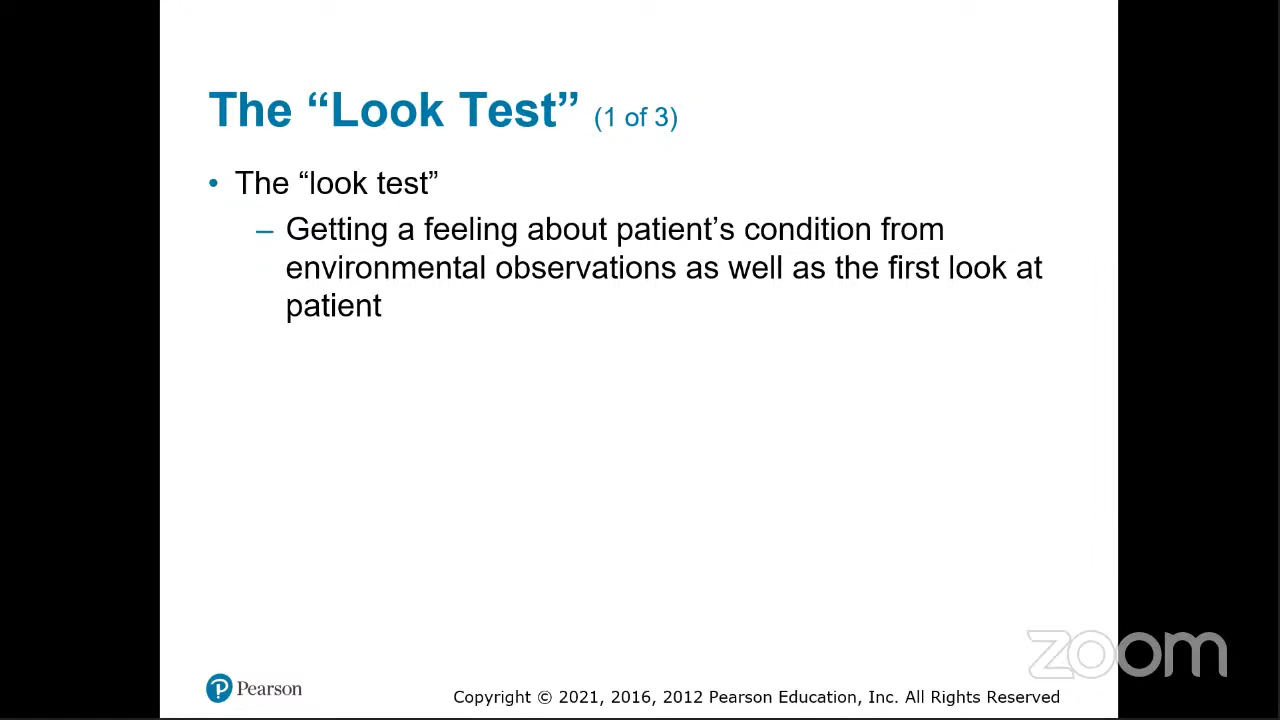 The “Look Test” (1 of 3)
• The “look test”
– Getting a feeling about patient’s condition from
environmental observations as well as the first look at
patient
zoom
Pearson
Copyright © 2021, 2016, 2012 Pearson Education, Inc. All Rights Reserved